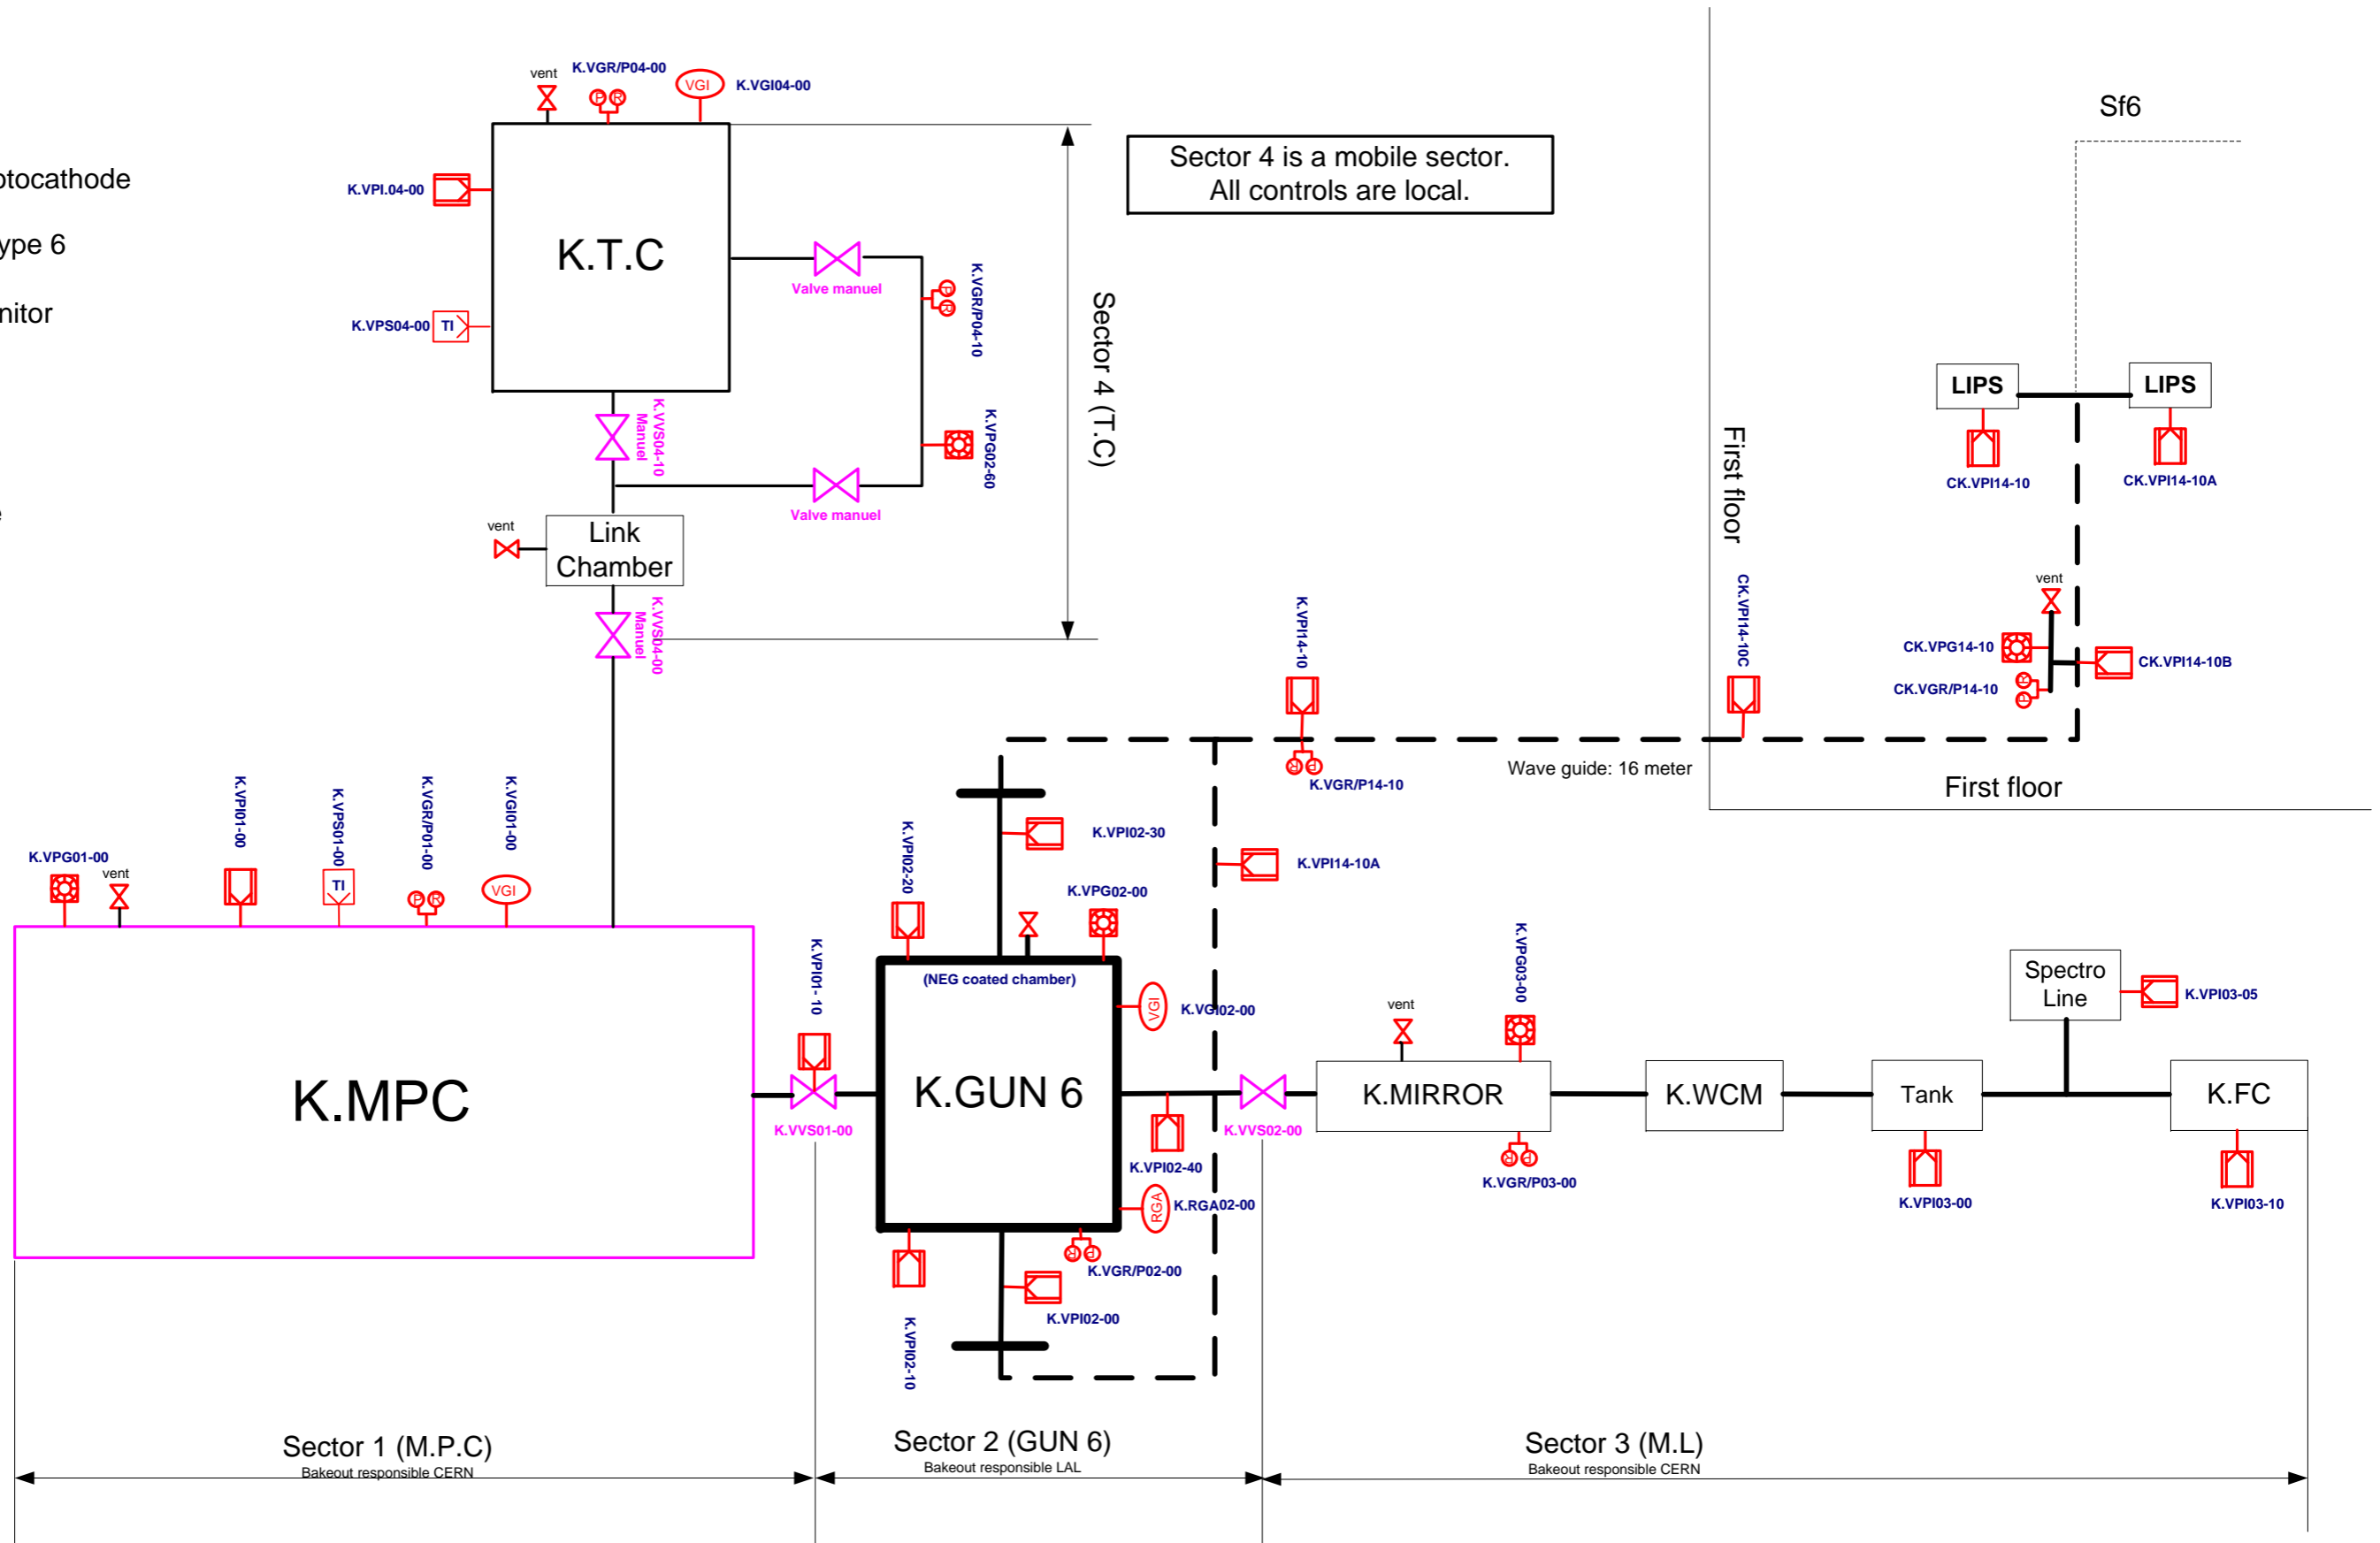 otocathode
ype 6
nitor
e
vent
K.VGR/P04-00
P R
VGI
K.VGI04-00
K.VPI.04-00
K.T.C
K.VPS04-00
TI
Valve manuel
P R
K.VGR/P04-10
K.VPG02-60
K.VVS04-10
Manuel
Valve manuel
vent
Link
Chamber
K.VVS04-00
Manuel
Sector 4 (T.C)
Sector 4 is a mobile sector.
All controls are local.
Sf6
LIPS
LIPS
CK.VPI14-10
CK.VPI14-10A
First floor
vent
CK.VPG14-10
CK.VGR/P14-10
R P
CK.VPI14-10B
CK.VPI14-10C
K.VPI14-10
R P
K.VGR/P14-10
Wave guide: 16 meter
First floor
K.VPG01-00
vent
K.VPI01-00
K.VPS01-00
TI
K.VGR/P01-00
P R
K.VGI01-00
VGI
K.MPC
K.VPI01- 10
K.VVS01-00
K.VPI02-20
K.VPI02-30
K.VPG02-00
K.VPI14-10A
(NEG coated chamber)
VGI
K.VGI02-00
K.GUN 6
K.VPI02-40
RGA
K.RGA02-00
R P
K.VGR/P02-00
K.VPI02-10
K.VPI02-00
K.VVS02-00
vent
K.VPG03-00
K.MIRROR
R P
K.VGR/P03-00
K.WCM
Tank
K.VPI03-00
Spectro
Line
K.VPI03-05
K.FC
K.VPI03-10
Sector 1 (M.P.C)
Bakeout responsible CERN
Sector 2 (GUN 6)
Bakeout responsible LAL
Sector 3 (M.L)
Bakeout responsible CERN